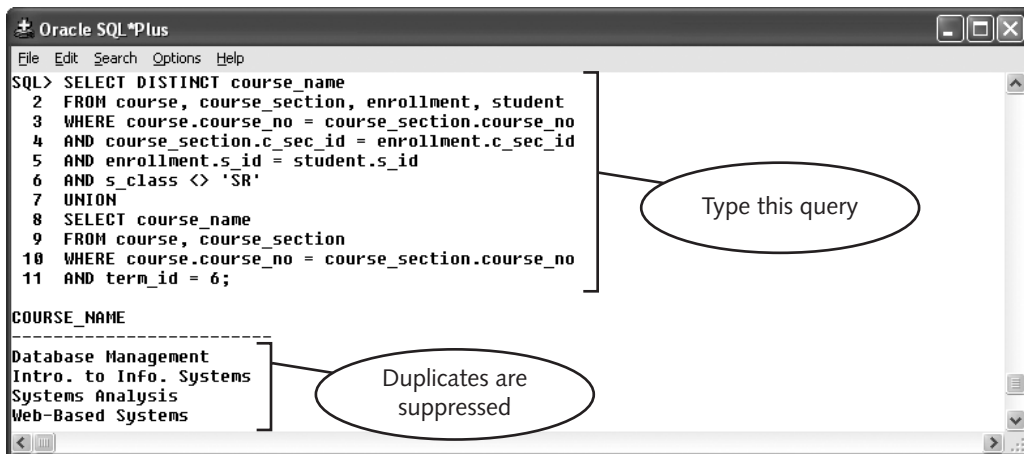 Oracle SQL*Plus
File Edit Search Options Help
SQL> SELECT DISTINCT course_name
2 FROM course, course_section, enrollment, student
3 WHERE course.course_no = course_section.course_no
4 AND course_section.c_sec_id = enrollment.c_sec_id
5 AND enrollment.s_id = student.s_id
6 AND s_class <> 'SR'
7 UNION
8 SELECT course_name
9 FROM course, course_section
10 WHERE course.course_no = course_section.course_no
11 AND term_id = 6;
Type this query
COURSE_NAME
-------------------------
Database Management
Intro. to Info. Systems
Systems Analysis
Web-Based Systems
Duplicates are
suppressed